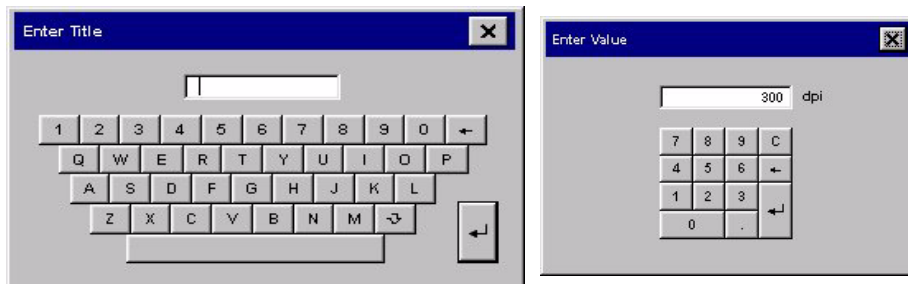 Enter Title
1 2 3 4 5 6 7 8 9 0 ←
Q W E R T Y U I O P
A S D F G H J K L
Z X C V B N M
Enter Value
300 dpi
7 8 9 C
4 5 6 ←
1 2 3
0 .